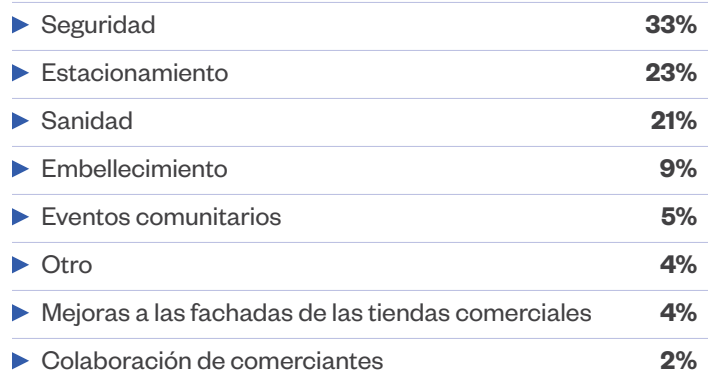 Seguridad 33%
Estacionamiento 23%
Sanidad 21%
Embellecimiento 9%
Eventos comunitarios 5%
Otro 4%
Mejoras a las fachadas de las tiendas comerciales 4%
Colaboración de comerciantes 2%